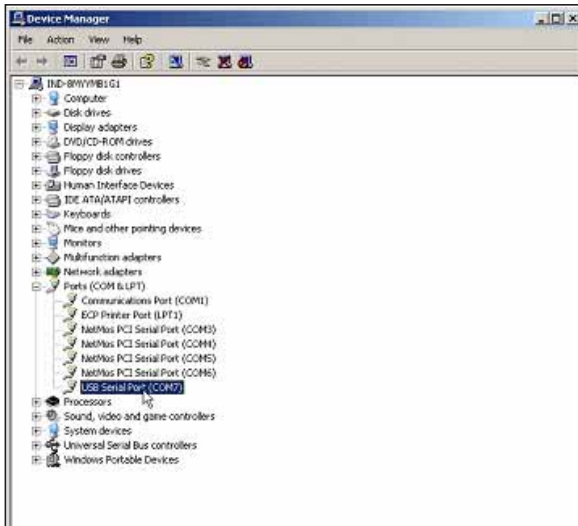 Device Manager
File Action View Help
IND-8MYYMB1G1
Computer
Disk drives
Display adapters
DVD/CD-ROM drives
Floppy disk controllers
Floppy disk drives
Human Interface Devices
IDE ATA/ATAPI controllers
Keyboards
Mice and other pointing devices
Monitors
Multifunction adapters
Network adapters
Ports (COM & LPT)
Communications Port (COM1)
ECP Printer Port (LPT1)
NetMos PCI Serial Port (COM3)
NetMos PCI Serial Port (COM4)
NetMos PCI Serial Port (COM5)
NetMos PCI Serial Port (COM6)
USB Serial Port (COM7)
Processors
Sound, video and game controllers
System devices
Universal Serial Bus controllers
Windows Portable Devices